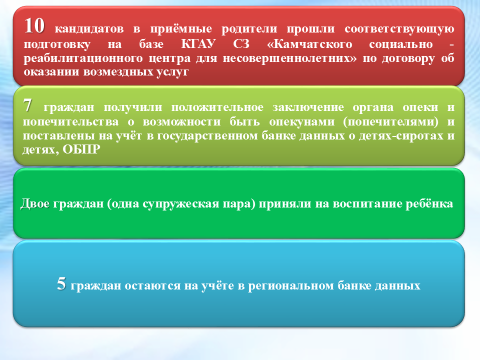 10 кандидатов в приёмные родители прошли соответствующую
подготовку на базе КГАУ СЗ «Камчатского социально -
реабилитационного центра для несовершеннолетних» по договору об
оказании возмездных услуг
7 граждан получили положительное заключение органа опеки и
попечительства о возможности быть опекунами (попечителями) и
поставлены на учёт в государственном банке данных о детях-сиротах и
детях, ОБПР
Двое граждан (одна супружеская пара) приняли на воспитание ребёнка
5 граждан остаются на учёте в региональном банке данных